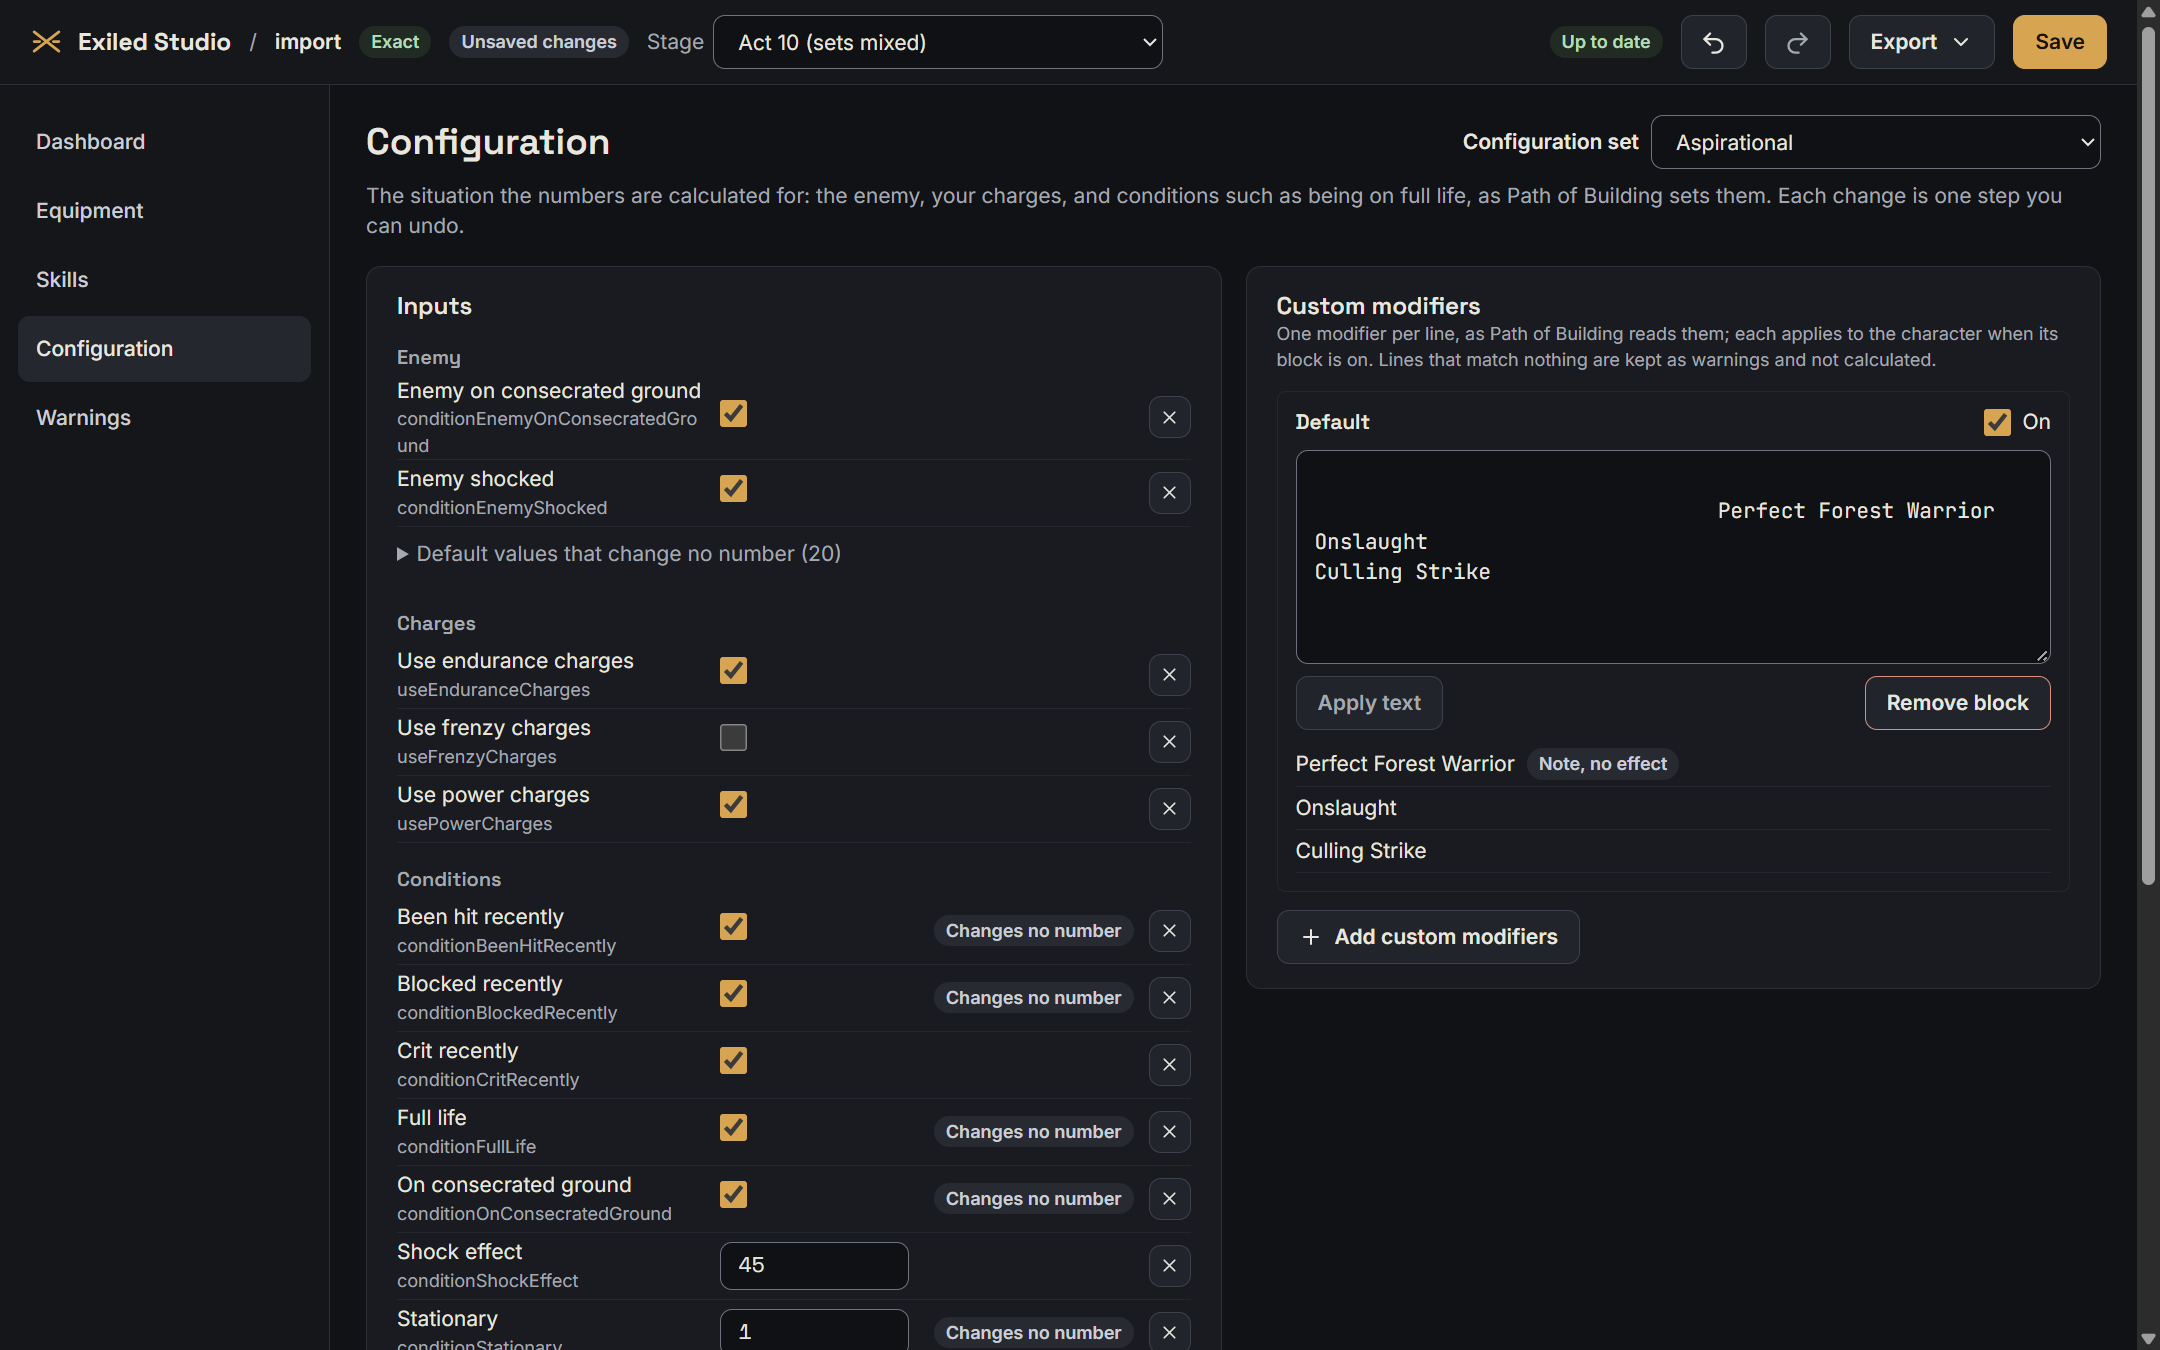 Exiled Studio / import Exact Unsaved changes Stage Act 10 (sets mixed) Up to date Export Save
Dashboard
Equipment
Skills
Configuration
Warnings
Configuration
Configuration set Aspirational
The situation the numbers are calculated for: the enemy, your charges, and conditions such as being on full life, as Path of Building sets them. Each change is one step you
can undo.
Inputs
Enemy
Enemy on consecrated ground
conditionEnemyOnConsecratedGro
und
Enemy shocked
conditionEnemyShocked
Default values that change no number (20)
Charges
Use endurance charges
useEnduranceCharges
Use frenzy charges
useFrenzyCharges
Use power charges
usePowerCharges
Conditions
Been hit recently
conditionBeenHitRecently
Changes no number
Blocked recently
conditionBlockedRecently
Changes no number
Crit recently
conditionCritRecently
Full life
conditionFullLife
Changes no number
On consecrated ground
conditionOnConsecratedGround
Changes no number
Shock effect
conditionShockEffect
45
Stationary
conditionStationary
1
Changes no number
Custom modifiers
One modifier per line, as Path of Building reads them; each applies to the character when its
block is on. Lines that match nothing are kept as warnings and not calculated.
Default On
Perfect Forest Warrior
Onslaught
Culling Strike
Apply text Remove block
Perfect Forest Warrior Note, no effect
Onslaught
Culling Strike
Add custom modifiers